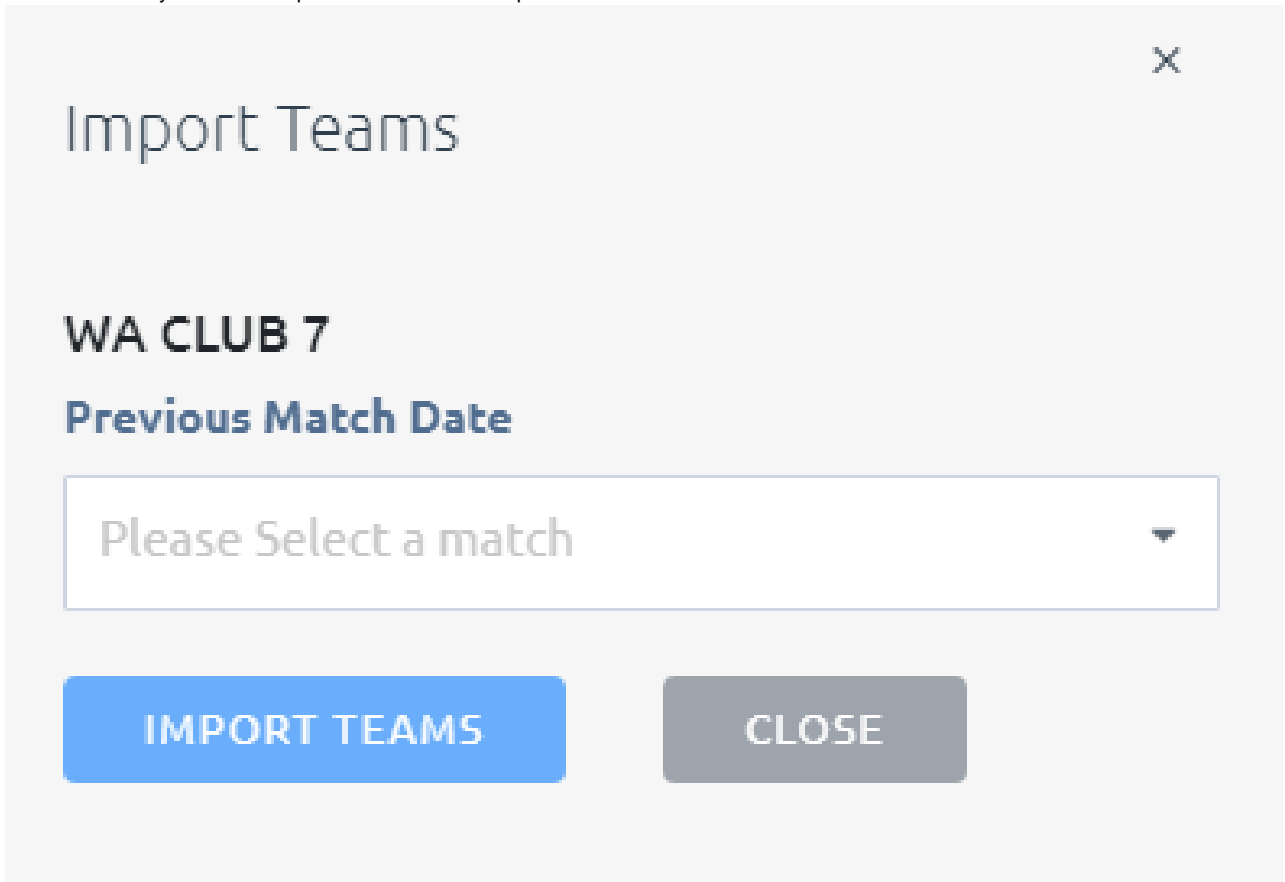 Import Teams
WA CLUB 7
Previous Match Date
Please Select a match
IMPORT TEAMS
CLOSE